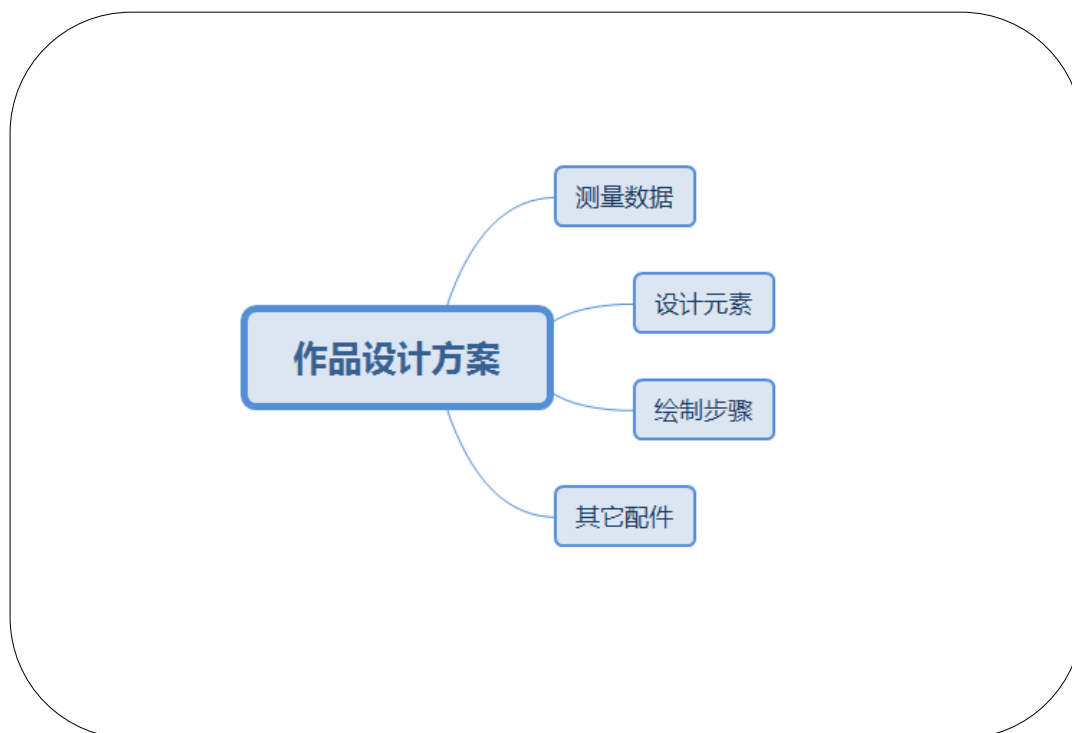 作品设计方案
测量数据
设计元素
绘制步骤
其它配件